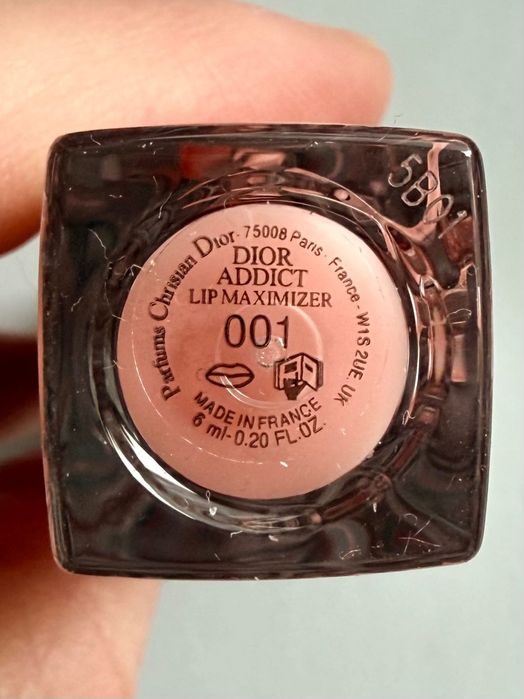 Parfums Christian Dior - 75008 Paris - France - W1S 2UE, UK
DIOR
ADDICT
LIP MAXIMIZER
001
MADE IN FRANCE
6 ml - 0.20 FL.OZ.